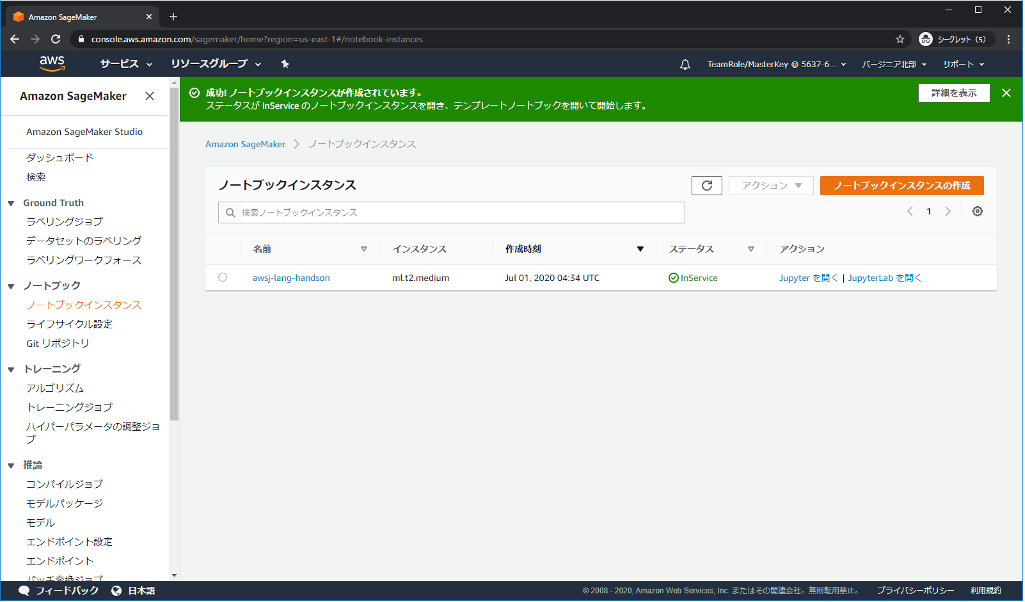 Amazon SageMaker
console.aws.amazon.com/sagemaker/home?region=us-east-1#/notebook-instances
シークレット (5)
aws
サービス
リソースグループ
TeamRole/MasterKey @ 5637-6...
バージニア北部
サポート
Amazon SageMaker
Amazon SageMaker Studio
ダッシュボード
検索
Ground Truth
ラベリングジョブ
データセットのラベリング
ラベリングワークフォース
ノートブック
ノートブックインスタンス
ライフサイクル設定
Git リポジトリ
トレーニング
アルゴリズム
トレーニングジョブ
ハイパーパラメータの調整ジョ
ブ
推論
コンパイルジョブ
モデルパッケージ
モデル
エンドポイント設定
エンドポイント
バッチ変換ジョブ
成功! ノートブックインスタンスが作成されています。
ステータスが InService のノートブックインスタンスを開き、テンプレートノートブックを開いて開始します。
詳細を表示
Amazon SageMaker > ノートブックインスタンス
ノートブックインスタンス
アクション
ノートブックインスタンスの作成
検索ノートブックインスタンス
1
名前 インスタンス 作成時刻 ステータス アクション
awsj-lang-handson ml.t2.medium Jul 01, 2020 04:34 UTC InService Jupyter を開く | JupyterLab を開く
フィードバック 日本語 © 2008 - 2020, Amazon Web Services, Inc. またはその関連会社。無断転用禁止。 プライバシーポリシー 利用規約